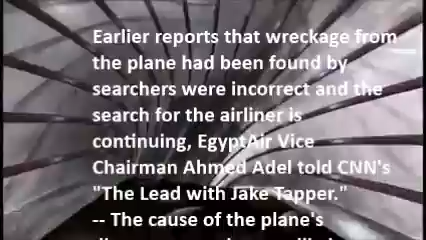 Earlier reports that wreckage from
the plane had been found by
searchers were incorrect and the
search for the airliner is
continuing, EgyptAir Vice
Chairman Ahmed Adel told CNN's
"The Lead with Jake Tapper."
-- The cause of the plane's